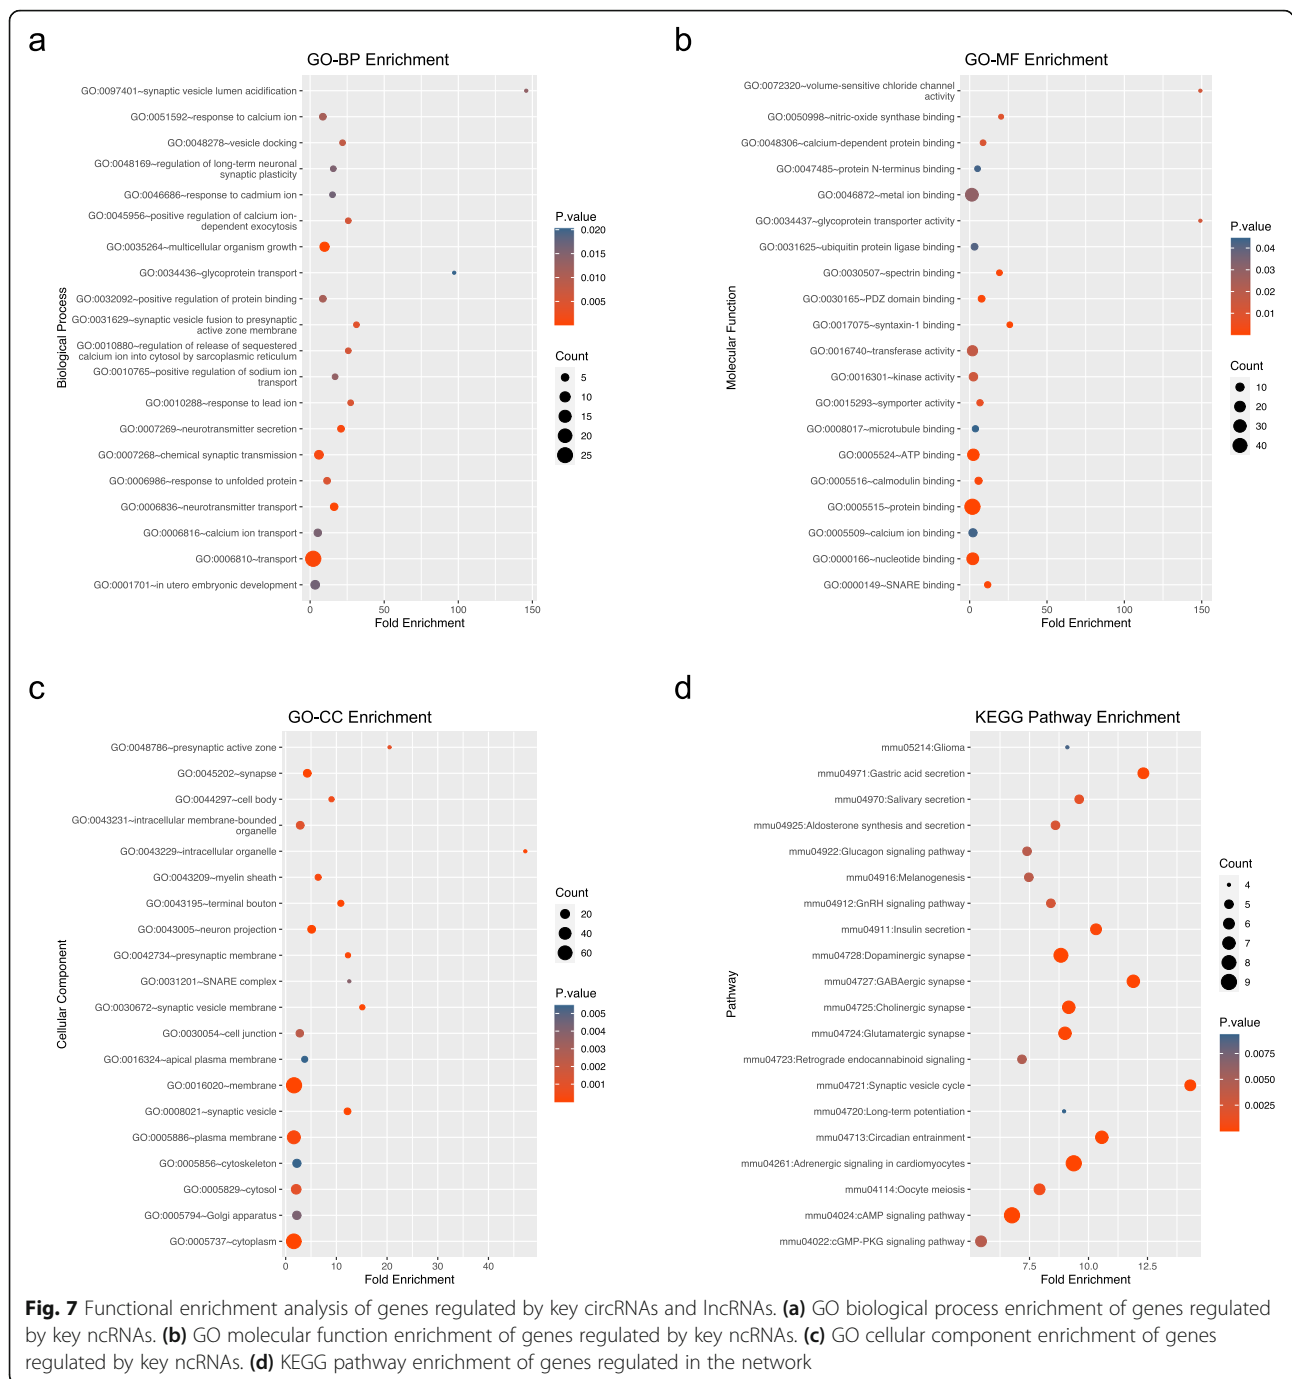 a
GO-BP Enrichment
GO:0097401~synaptic vesicle lumen acidification
GO:0051592~response to calcium ion
GO:0048278~vesicle docking
GO:0048169~regulation of long-term neuronal
synaptic plasticity
GO:0046686~response to cadmium ion
GO:0045956~positive regulation of calcium ion-
dependent exocytosis
GO:0035264~multicellular organism growth
GO:0034436~glycoprotein transport
GO:0032092~positive regulation of protein binding
GO:0031629~synaptic vesicle fusion to presynaptic
active zone membrane
GO:0010880~regulation of release of sequestered
calcium ion into cytosol by sarcoplasmic reticulum
GO:0010765~positive regulation of sodium ion
transport
GO:0010288~response to lead ion
GO:0007269~neurotransmitter secretion
GO:0007268~chemical synaptic transmission
GO:0006986~response to unfolded protein
GO:0006836~neurotransmitter transport
GO:0006816~calcium ion transport
GO:0006810~transport
GO:0001701~in utero embryonic development
Biological Process
0 50 100 150
Fold Enrichment
P.value
0.020
0.015
0.010
0.005
Count
5
10
15
20
25
b
GO-MF Enrichment
GO:0072320~volume-sensitive chloride channel
activity
GO:0050998~nitric-oxide synthase binding
GO:0048306~calcium-dependent protein binding
GO:0047485~protein N-terminus binding
GO:0046872~metal ion binding
GO:0034437~glycoprotein transporter activity
GO:0031625~ubiquitin protein ligase binding
GO:0030507~spectrin binding
GO:0030165~PDZ domain binding
GO:0017075~syntaxin-1 binding
GO:0016740~transferase activity
GO:0016301~kinase activity
GO:0015293~symporter activity
GO:0008017~microtubule binding
GO:0005524~ATP binding
GO:0005516~calmodulin binding
GO:0005515~protein binding
GO:0005509~calcium ion binding
GO:0000166~nucleotide binding
GO:0000149~SNARE binding
Molecular Function
0 50 100 150
Fold Enrichment
P.value
0.04
0.03
0.02
0.01
Count
10
20
30
40
c
GO-CC Enrichment
GO:0048786~presynaptic active zone
GO:0045202~synapse
GO:0044297~cell body
GO:0043231~intracellular membrane-bounded
organelle
GO:0043229~intracellular organelle
GO:0043209~myelin sheath
GO:0043195~terminal bouton
GO:0043005~neuron projection
GO:0042734~presynaptic membrane
GO:0031201~SNARE complex
GO:0030672~synaptic vesicle membrane
GO:0030054~cell junction
GO:0016324~apical plasma membrane
GO:0016020~membrane
GO:0008021~synaptic vesicle
GO:0005886~plasma membrane
GO:0005856~cytoskeleton
GO:0005829~cytosol
GO:0005794~Golgi apparatus
GO:0005737~cytoplasm
Cellular Component
0 10 20 30 40
Fold Enrichment
Count
20
40
60
P.value
0.005
0.004
0.003
0.002
0.001
d
KEGG Pathway Enrichment
mmu05214:Glioma
mmu04971:Gastric acid secretion
mmu04970:Salivary secretion
mmu04925:Aldosterone synthesis and secretion
mmu04922:Glucagon signaling pathway
mmu04916:Melanogenesis
mmu04912:GnRH signaling pathway
mmu04911:Insulin secretion
mmu04728:Dopaminergic synapse
mmu04727:GABAergic synapse
mmu04725:Cholinergic synapse
mmu04724:Glutamatergic synapse
mmu04723:Retrograde endocannabinoid signaling
mmu04721:Synaptic vesicle cycle
mmu04720:Long-term potentiation
mmu04713:Circadian entrainment
mmu04261:Adrenergic signaling in cardiomyocytes
mmu04114:Oocyte meiosis
mmu04024:cAMP signaling pathway
mmu04022:cGMP-PKG signaling pathway
Pathway
7.5 10.0 12.5
Fold Enrichment
Count
4
5
6
7
8
9
P.value
0.0075
0.0050
0.0025
Fig. 7 Functional enrichment analysis of genes regulated by key circRNAs and lncRNAs. (a) GO biological process enrichment of genes regulated
by key ncRNAs. (b) GO molecular function enrichment of genes regulated by key ncRNAs. (c) GO cellular component enrichment of genes
regulated by key ncRNAs. (d) KEGG pathway enrichment of genes regulated in the network